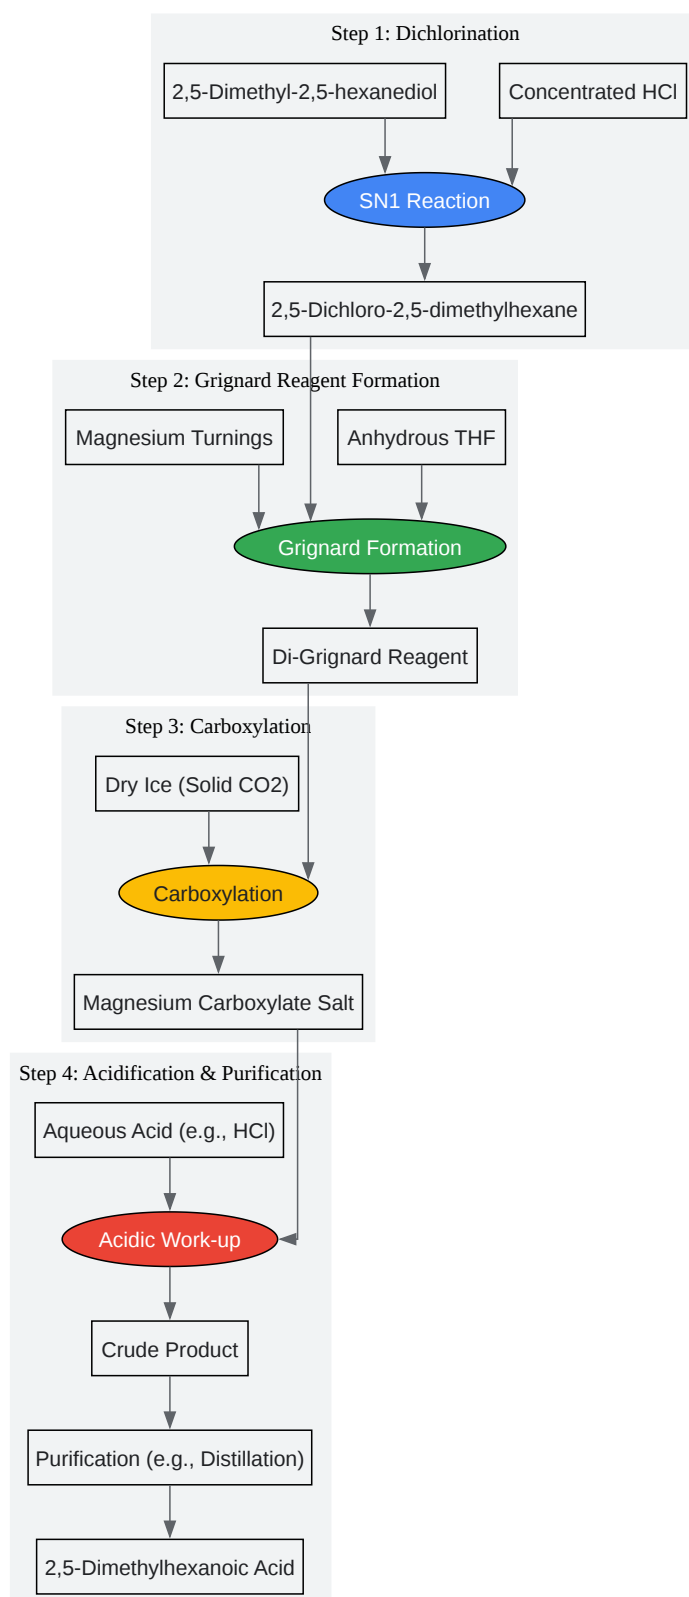 Step 1: Dichlorination
2,5-Dimethyl-2,5-hexanediol
Concentrated HCl
SN1 Reaction
2,5-Dichloro-2,5-dimethylhexane
Step 2: Grignard Reagent Formation
Magnesium Turnings
Anhydrous THF
Grignard Formation
Di-Grignard Reagent
Step 3: Carboxylation
Dry Ice (Solid CO2)
Carboxylation
Magnesium Carboxylate Salt
Step 4: Acidification & Purification
Aqueous Acid (e.g., HCl)
Acidic Work-up
Crude Product
Purification (e.g., Distillation)
2,5-Dimethylhexanoic Acid